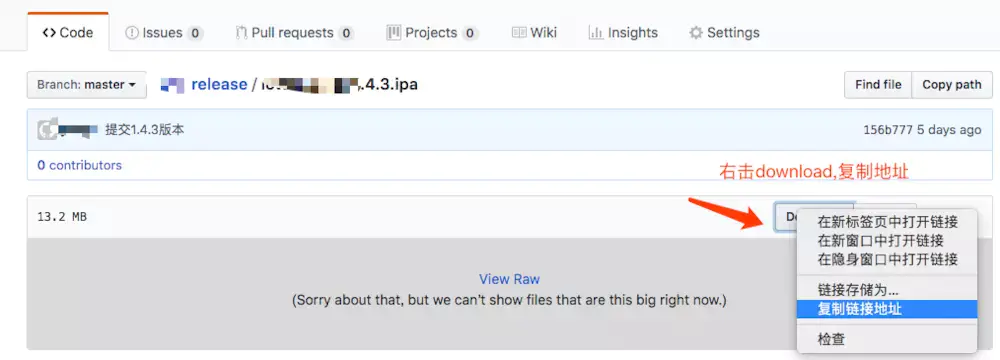 Code Issues 0 Pull requests 0 Projects 0 Wiki Insights Settings
Branch: master release / .4.3.ipa Find file Copy path
提交1.4.3版本 156b777 5 days ago
0 contributors
右击download,复制地址
13.2 MB
在新标签页中打开链接
在新窗口中打开链接
在隐身窗口中打开链接
链接存储为...
复制链接地址
检查
View Raw
(Sorry about that, but we can't show files that are this big right now.)